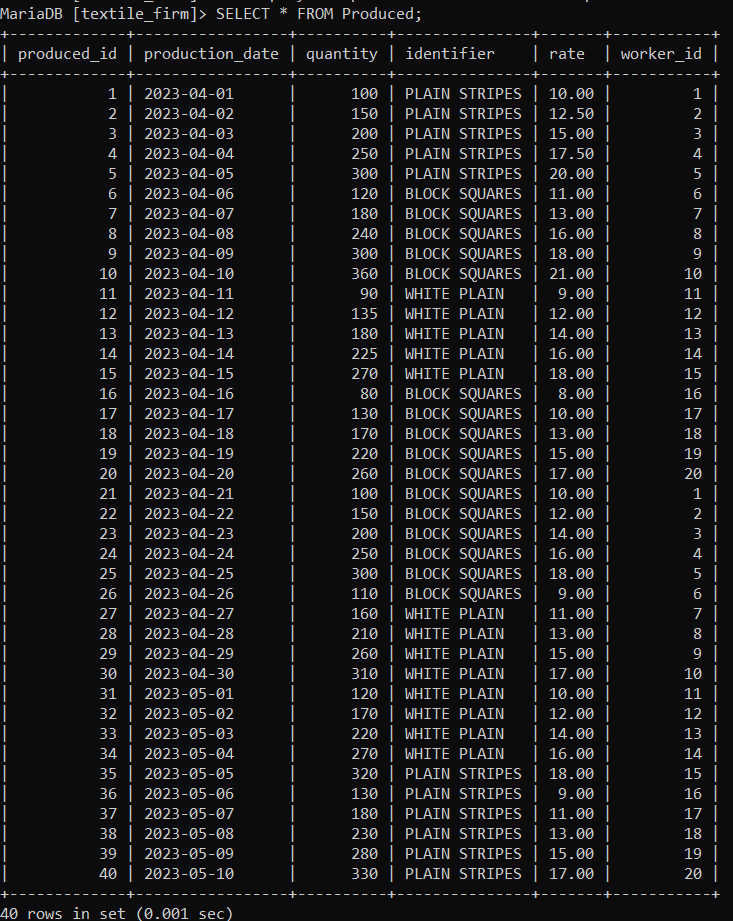 MariaDB [textile_firm]> SELECT * FROM Produced;
+-------------+-----------------+----------+---------------+-------+-----------+
| produced_id | production_date | quantity | identifier    | rate  | worker_id |
+-------------+-----------------+----------+---------------+-------+-----------+
|           1 | 2023-04-01      |      100 | PLAIN STRIPES | 10.00 |         1 |
|           2 | 2023-04-02      |      150 | PLAIN STRIPES | 12.50 |         2 |
|           3 | 2023-04-03      |      200 | PLAIN STRIPES | 15.00 |         3 |
|           4 | 2023-04-04      |      250 | PLAIN STRIPES | 17.50 |         4 |
|           5 | 2023-04-05      |      300 | PLAIN STRIPES | 20.00 |         5 |
|           6 | 2023-04-06      |      120 | BLOCK SQUARES | 11.00 |         6 |
|           7 | 2023-04-07      |      180 | BLOCK SQUARES | 13.00 |         7 |
|           8 | 2023-04-08      |      240 | BLOCK SQUARES | 16.00 |         8 |
|           9 | 2023-04-09      |      300 | BLOCK SQUARES | 18.00 |         9 |
|          10 | 2023-04-10      |      360 | BLOCK SQUARES | 21.00 |        10 |
|          11 | 2023-04-11      |       90 | WHITE PLAIN   |  9.00 |        11 |
|          12 | 2023-04-12      |      135 | WHITE PLAIN   | 12.00 |        12 |
|          13 | 2023-04-13      |      180 | WHITE PLAIN   | 14.00 |        13 |
|          14 | 2023-04-14      |      225 | WHITE PLAIN   | 16.00 |        14 |
|          15 | 2023-04-15      |      270 | WHITE PLAIN   | 18.00 |        15 |
|          16 | 2023-04-16      |       80 | BLOCK SQUARES |  8.00 |        16 |
|          17 | 2023-04-17      |      130 | BLOCK SQUARES | 10.00 |        17 |
|          18 | 2023-04-18      |      170 | BLOCK SQUARES | 13.00 |        18 |
|          19 | 2023-04-19      |      220 | BLOCK SQUARES | 15.00 |        19 |
|          20 | 2023-04-20      |      260 | BLOCK SQUARES | 17.00 |        20 |
|          21 | 2023-04-21      |      100 | BLOCK SQUARES | 10.00 |         1 |
|          22 | 2023-04-22      |      150 | BLOCK SQUARES | 12.00 |         2 |
|          23 | 2023-04-23      |      200 | BLOCK SQUARES | 14.00 |         3 |
|          24 | 2023-04-24      |      250 | BLOCK SQUARES | 16.00 |         4 |
|          25 | 2023-04-25      |      300 | BLOCK SQUARES | 18.00 |         5 |
|          26 | 2023-04-26      |      110 | BLOCK SQUARES |  9.00 |         6 |
|          27 | 2023-04-27      |      160 | WHITE PLAIN   | 11.00 |         7 |
|          28 | 2023-04-28      |      210 | WHITE PLAIN   | 13.00 |         8 |
|          29 | 2023-04-29      |      260 | WHITE PLAIN   | 15.00 |         9 |
|          30 | 2023-04-30      |      310 | WHITE PLAIN   | 17.00 |        10 |
|          31 | 2023-05-01      |      120 | WHITE PLAIN   | 10.00 |        11 |
|          32 | 2023-05-02      |      170 | WHITE PLAIN   | 12.00 |        12 |
|          33 | 2023-05-03      |      220 | WHITE PLAIN   | 14.00 |        13 |
|          34 | 2023-05-04      |      270 | WHITE PLAIN   | 16.00 |        14 |
|          35 | 2023-05-05      |      320 | PLAIN STRIPES | 18.00 |        15 |
|          36 | 2023-05-06      |      130 | PLAIN STRIPES |  9.00 |        16 |
|          37 | 2023-05-07      |      180 | PLAIN STRIPES | 11.00 |        17 |
|          38 | 2023-05-08      |      230 | PLAIN STRIPES | 13.00 |        18 |
|          39 | 2023-05-09      |      280 | PLAIN STRIPES | 15.00 |        19 |
|          40 | 2023-05-10      |      330 | PLAIN STRIPES | 17.00 |        20 |
+-------------+-----------------+----------+---------------+-------+-----------+
40 rows in set (0.001 sec)